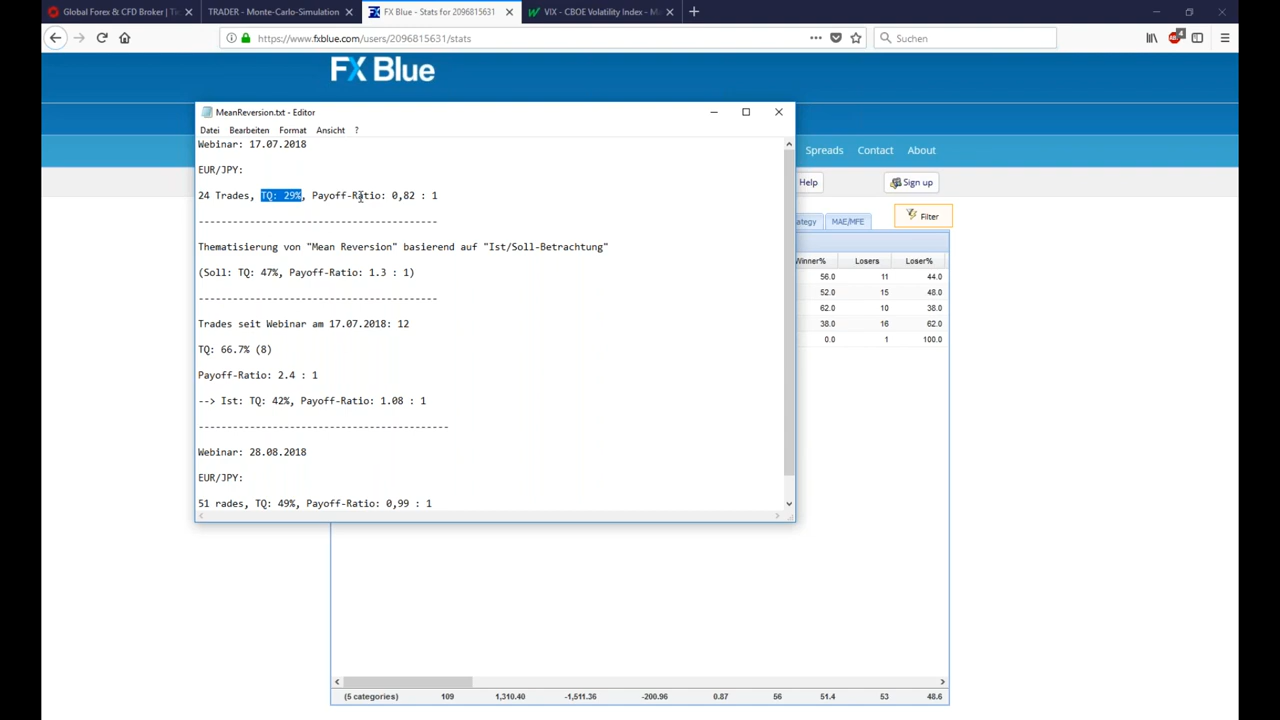 Global Forex & CFD Broker | Ti
TRADER - Monte-Carlo-Simulation
FX Blue - Stats for 2096815631
VIX - CBOE Volatility Index - Ma
https://www.fxblue.com/users/2096815631/stats
Suchen
4
FX Blue
MeanReversion.txt - Editor
Datei Bearbeiten Format Ansicht ?
Webinar: 17.07.2018
EUR/JPY:
24 Trades, TQ: 29%, Payoff-Ratio: 0,82 : 1
------------------------------------------
Thematisierung von "Mean Reversion" basierend auf "Ist/Soll-Betrachtung"
(Soll: TQ: 47%, Payoff-Ratio: 1.3 : 1)
------------------------------------------
Trades seit Webinar am 17.07.2018: 12
TQ: 66.7% (8)
Payoff-Ratio: 2.4 : 1
--> Ist: TQ: 42%, Payoff-Ratio: 1.08 : 1
--------------------------------------------
Webinar: 28.08.2018
EUR/JPY:
51 rades, TQ: 49%, Payoff-Ratio: 0,99 : 1
Spreads Contact About
Help Sign up
Filter
ategy MAE/MFE
Winner% Losers Loser%
56.0 11 44.0
52.0 15 48.0
62.0 10 38.0
38.0 16 62.0
0.0 1 100.0
(5 categories) 109 1,310.40 -1,511.36 -200.96 0.87 56 51.4 53 48.6